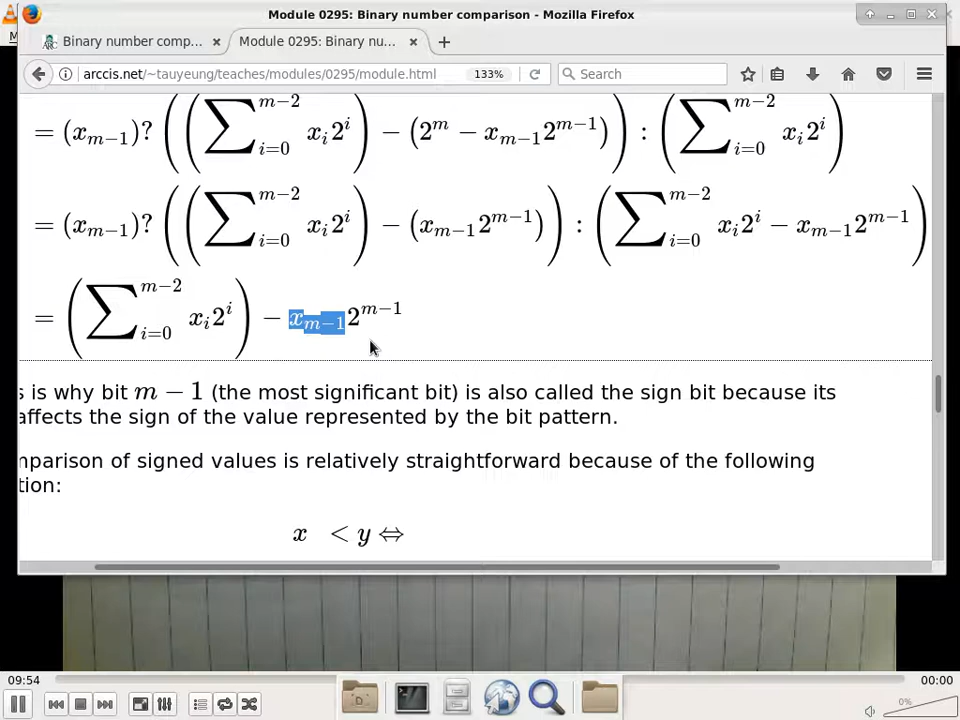 Module 0295: Binary number comparison - Mozilla Firefox
Binary number comp... × Module 0295: Binary nu... × +
arccis.net/~tauyeung/teaches/modules/0295/module.html 133% Search
= (x_{m−1})? ((∑_{i=0}^{m−2} x_i 2^i) − (2^m − x_{m−1}2^{m−1})) : (∑_{i=0}^{m−2} x_i 2^i)
= (x_{m−1})? ((∑_{i=0}^{m−2} x_i 2^i) − (x_{m−1}2^{m−1})) : (∑_{i=0}^{m−2} x_i 2^i − x_{m−1}2^{m−1})
= (∑_{i=0}^{m−2} x_i 2^i) − x_{m−1}2^{m−1}
s is why bit m − 1 (the most significant bit) is also called the sign bit because its
affects the sign of the value represented by the bit pattern.
mparison of signed values is relatively straightforward because of the following
tion:
x < y ⇔
09:54 00:00
0%